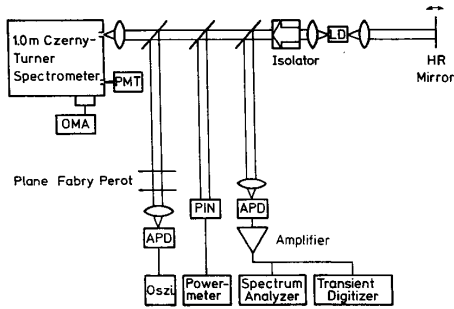 1.0m Czerny-
Turner
Spectrometer
PMT
OMA
Isolator
LD
HR
Mirror
Plane Fabry Perot
APD
PIN
APD
Amplifier
Oszi
Power-
meter
Spectrum
Analyzer
Transient
Digitizer